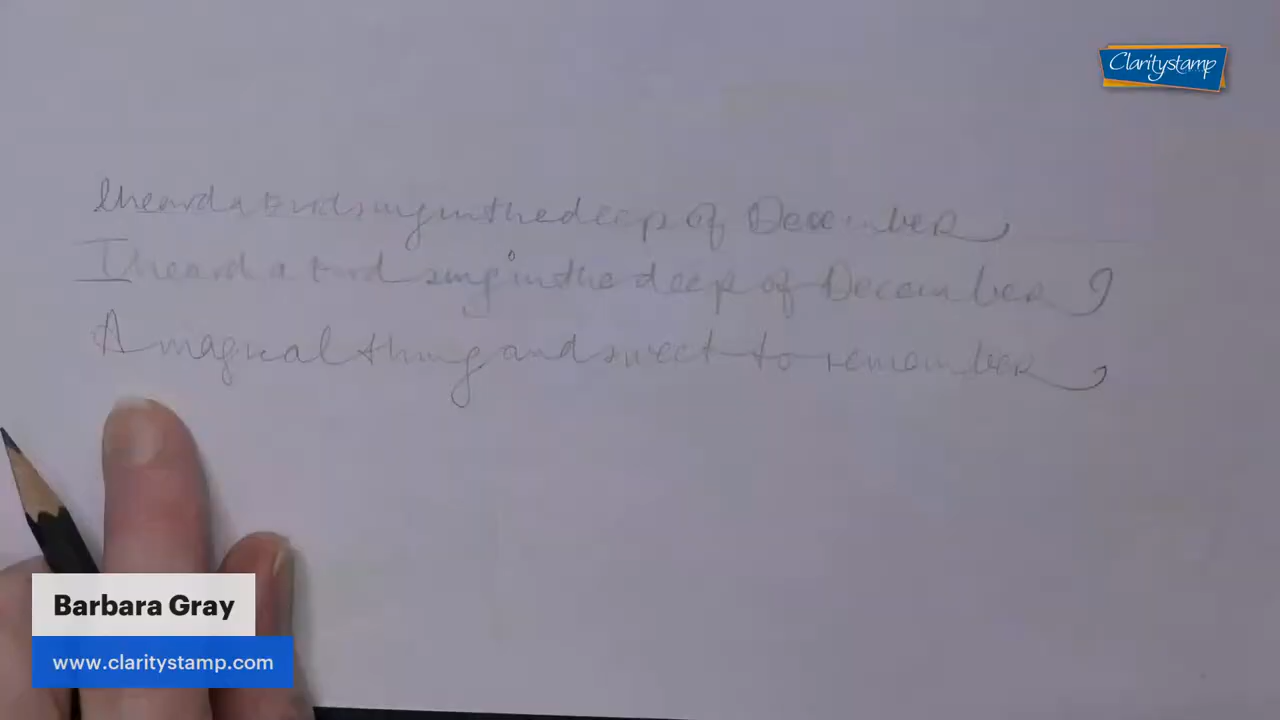 Claritystamp
I heard a bird sing in the deep of December
I heard a bird sing in the deep of December
A magical thing and sweet to remember
Barbara Gray
www.claritystamp.com